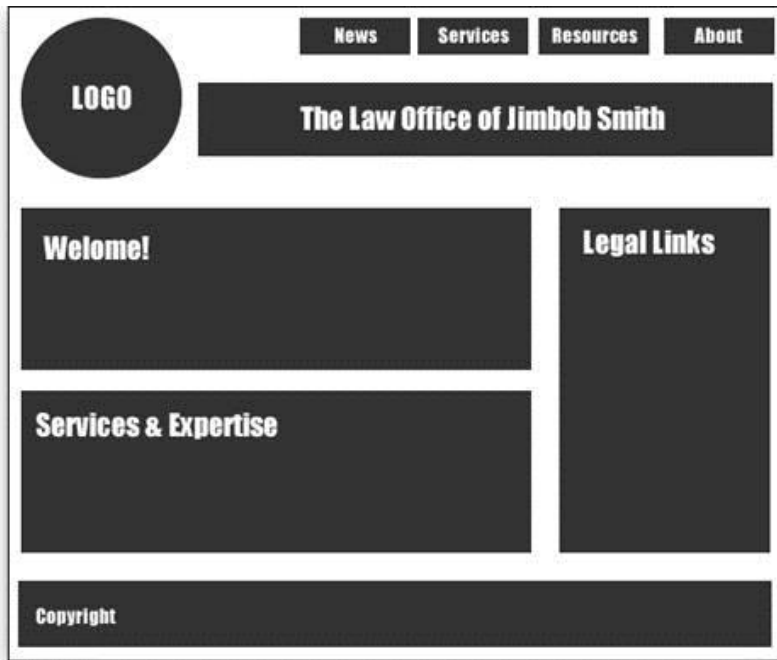 News
Services
Resources
About
LOGO
The Law Office of Jimbob Smith
Welome!
Legal Links
Services & Expertise
Copyright